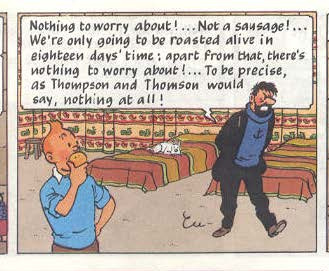 Nothing to worry about!... Not a sausage!...
We're only going to be roasted alive in
eighteen days' time: apart from that, there's
nothing to worry about!... To be precise,
as Thompson and Thomson would
say, nothing at all!